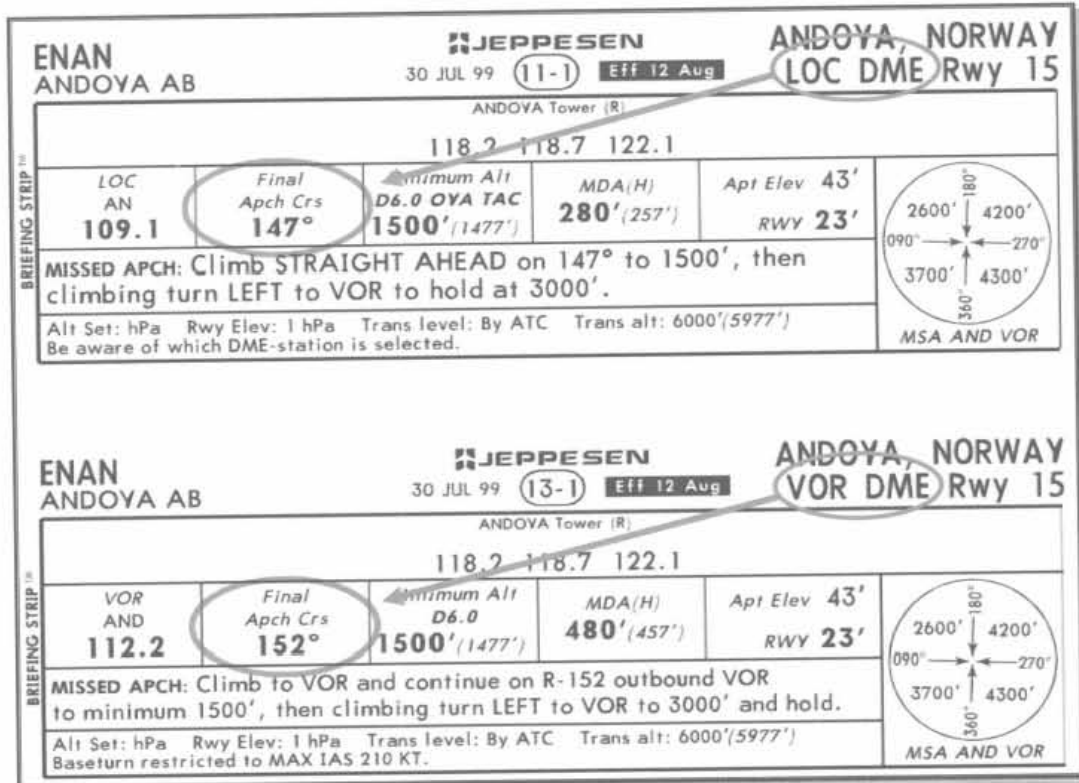 ENAN
ANDOYA AB
JEPPESEN
30 JUL 99 11-1 Eff 12 Aug
ANDOYA, NORWAY
LOC DME Rwy 15
BRIEFING STRIP™
ANDOYA Tower (R)
118.2 118.7 122.1
LOC
AN
109.1
Final
Apch Crs
147°
Minimum Alt
D6.0 OYA TAC
1500'(1477')
MDA(H)
280'(257')
Apt Elev 43'
RWY 23'
MISSED APCH: Climb STRAIGHT AHEAD on 147° to 1500', then
climbing turn LEFT to VOR to hold at 3000'.
Alt Set: hPa Rwy Elev: 1 hPa Trans level: By ATC Trans alt: 6000'(5977')
Be aware of which DME-station is selected.
180°
2600' 4200'
090° 270°
3700' 4300'
360°
MSA AND VOR
ENAN
ANDOYA AB
JEPPESEN
30 JUL 99 13-1 Eff 12 Aug
ANDOYA, NORWAY
VOR DME Rwy 15
BRIEFING STRIP™
ANDOYA Tower (R)
118.2 118.7 122.1
VOR
AND
112.2
Final
Apch Crs
152°
Minimum Alt
D6.0
1500'(1477')
MDA(H)
480'(457')
Apt Elev 43'
RWY 23'
MISSED APCH: Climb to VOR and continue on R-152 outbound VOR
to minimum 1500', then climbing turn LEFT to VOR to 3000' and hold.
Alt Set: hPa Rwy Elev: 1 hPa Trans level: By ATC Trans alt: 6000'(5977')
Baseturn restricted to MAX IAS 210 KT.
180°
2600' 4200'
090° 270°
3700' 4300'
360°
MSA AND VOR